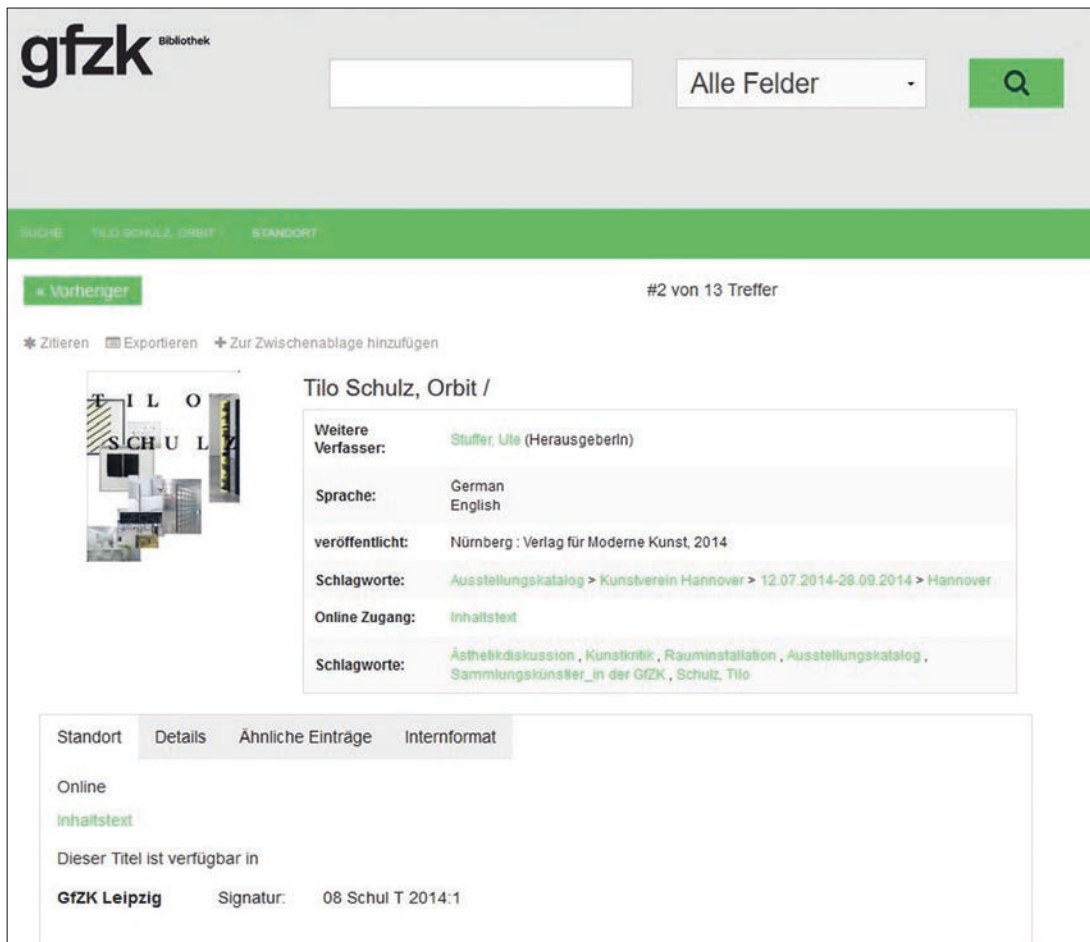 gfzk Bibliothek
Alle Felder
SUCHE TILO SCHULZ, ORBIT / STANDORT
« Vorheriger
#2 von 13 Treffer
Zitieren Exportieren Zur Zwischenablage hinzufügen
TILO
SCHULZ
Tilo Schulz, Orbit /
Weitere
Verfasser:
Stuffer, Ute (HerausgeberIn)
Sprache:
German
English
veröffentlicht: Nürnberg : Verlag für Moderne Kunst, 2014
Schlagworte: Ausstellungskatalog > Kunstverein Hannover > 12.07.2014-28.09.2014 > Hannover
Online Zugang: Inhaltstext
Schlagworte:
Ästhetikdiskussion , Kunstkritik , Rauminstallation , Ausstellungskatalog ,
Sammlungskünstler_in der GfZK , Schulz, Tilo
Standort Details Ähnliche Einträge Internformat
Online
Inhaltstext
Dieser Titel ist verfügbar in
GfZK Leipzig Signatur: 08 Schul T 2014:1